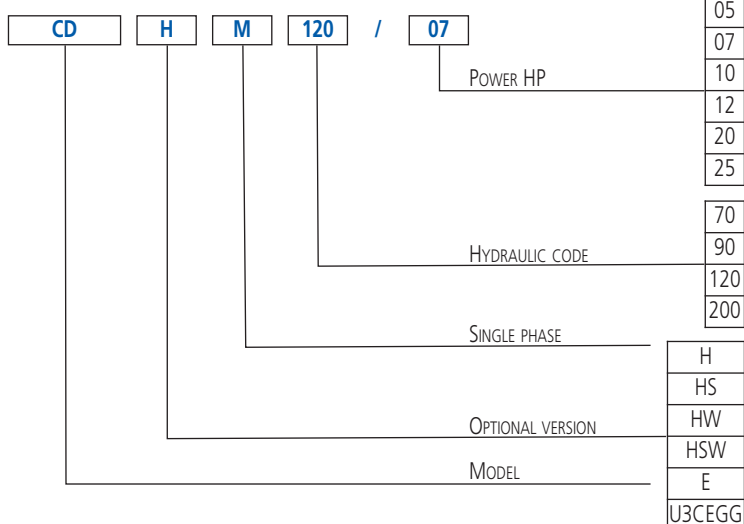 CD H M 120 / 07
05
07
POWER HP 10
12
20
25
70
HYDRAULIC CODE 90
120
200
SINGLE PHASE
H
HS
OPTIONAL VERSION HW
HSW
MODEL E
U3CEGG